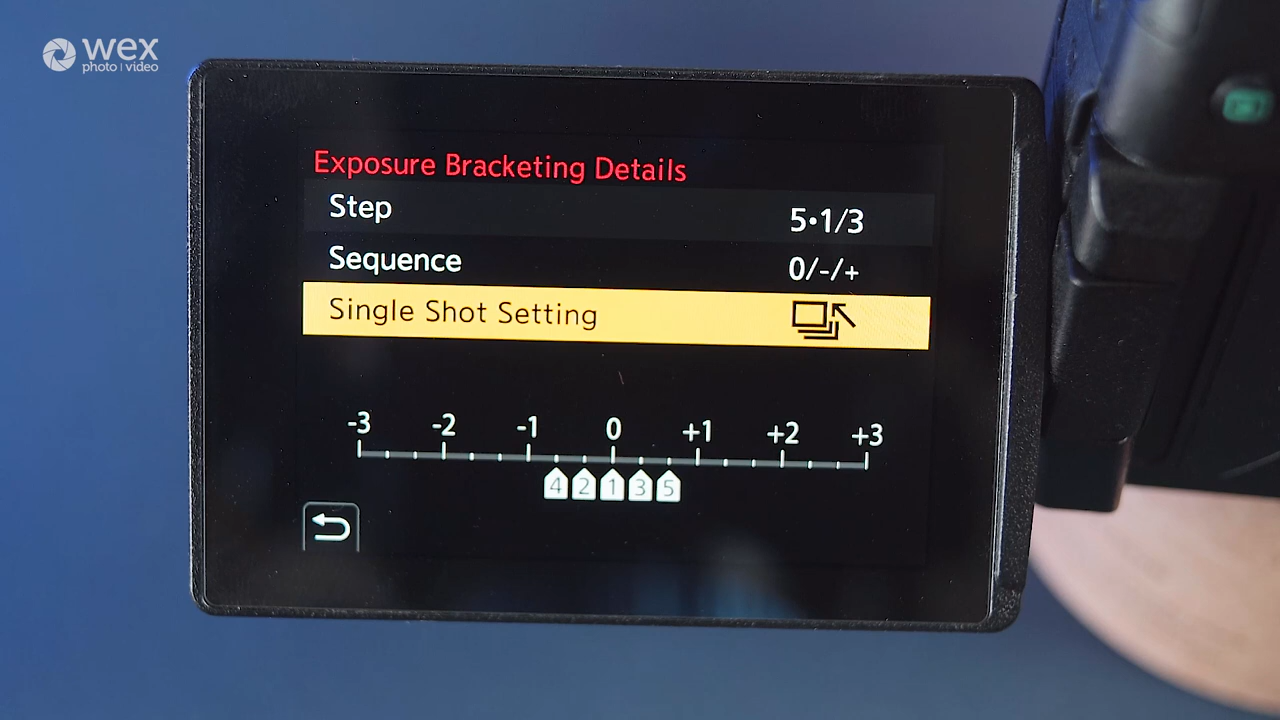 wex
photo | video
Exposure Bracketing Details
Step 5•1/3
Sequence 0/-/+
Single Shot Setting
-3 -2 -1 0 +1 +2 +3
4 2 1 3 5